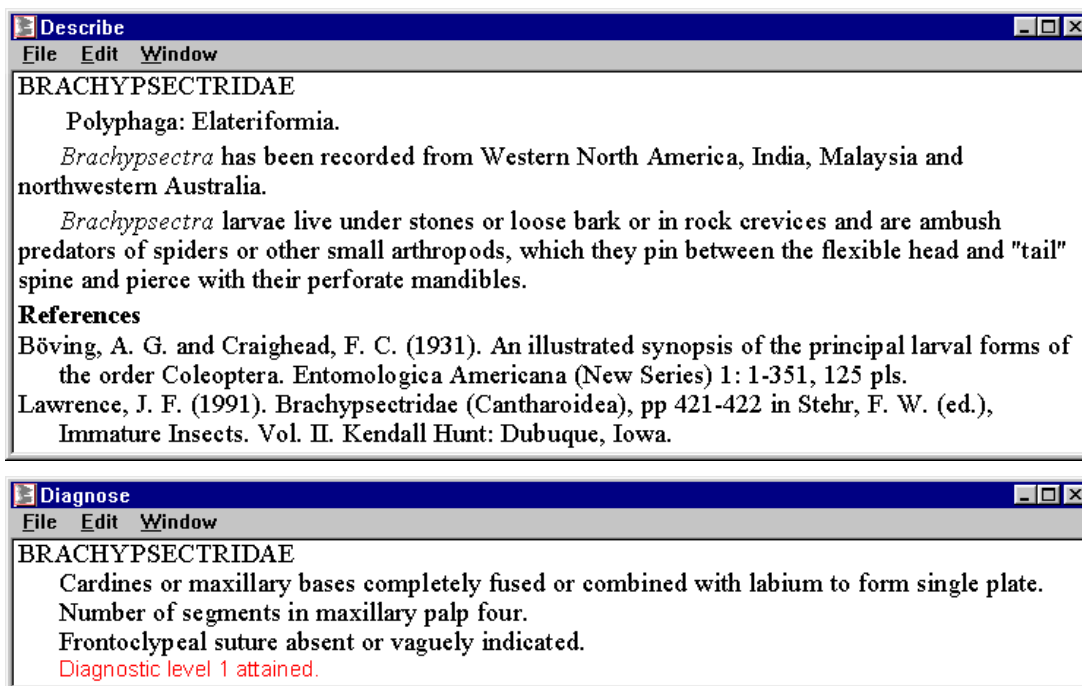 Describe
File Edit Window
BRACHYPSECTRIDAE
Polyphaga: Elateriformia.
Brachypsectra has been recorded from Western North America, India, Malaysia and
northwestern Australia.
Brachypsectra larvae live under stones or loose bark or in rock crevices and are ambush
predators of spiders or other small arthropods, which they pin between the flexible head and "tail"
spine and pierce with their perforate mandibles.
References
Böving, A. G. and Craighead, F. C. (1931). An illustrated synopsis of the principal larval forms of
the order Coleoptera. Entomologica Americana (New Series) 1: 1-351, 125 pls.
Lawrence, J. F. (1991). Brachypsectridae (Cantharoidea), pp 421-422 in Stehr, F. W. (ed.),
Immature Insects. Vol. II. Kendall Hunt: Dubuque, Iowa.
Diagnose
File Edit Window
BRACHYPSECTRIDAE
Cardines or maxillary bases completely fused or combined with labium to form single plate.
Number of segments in maxillary palp four.
Frontoclypeal suture absent or vaguely indicated.
Diagnostic level 1 attained.